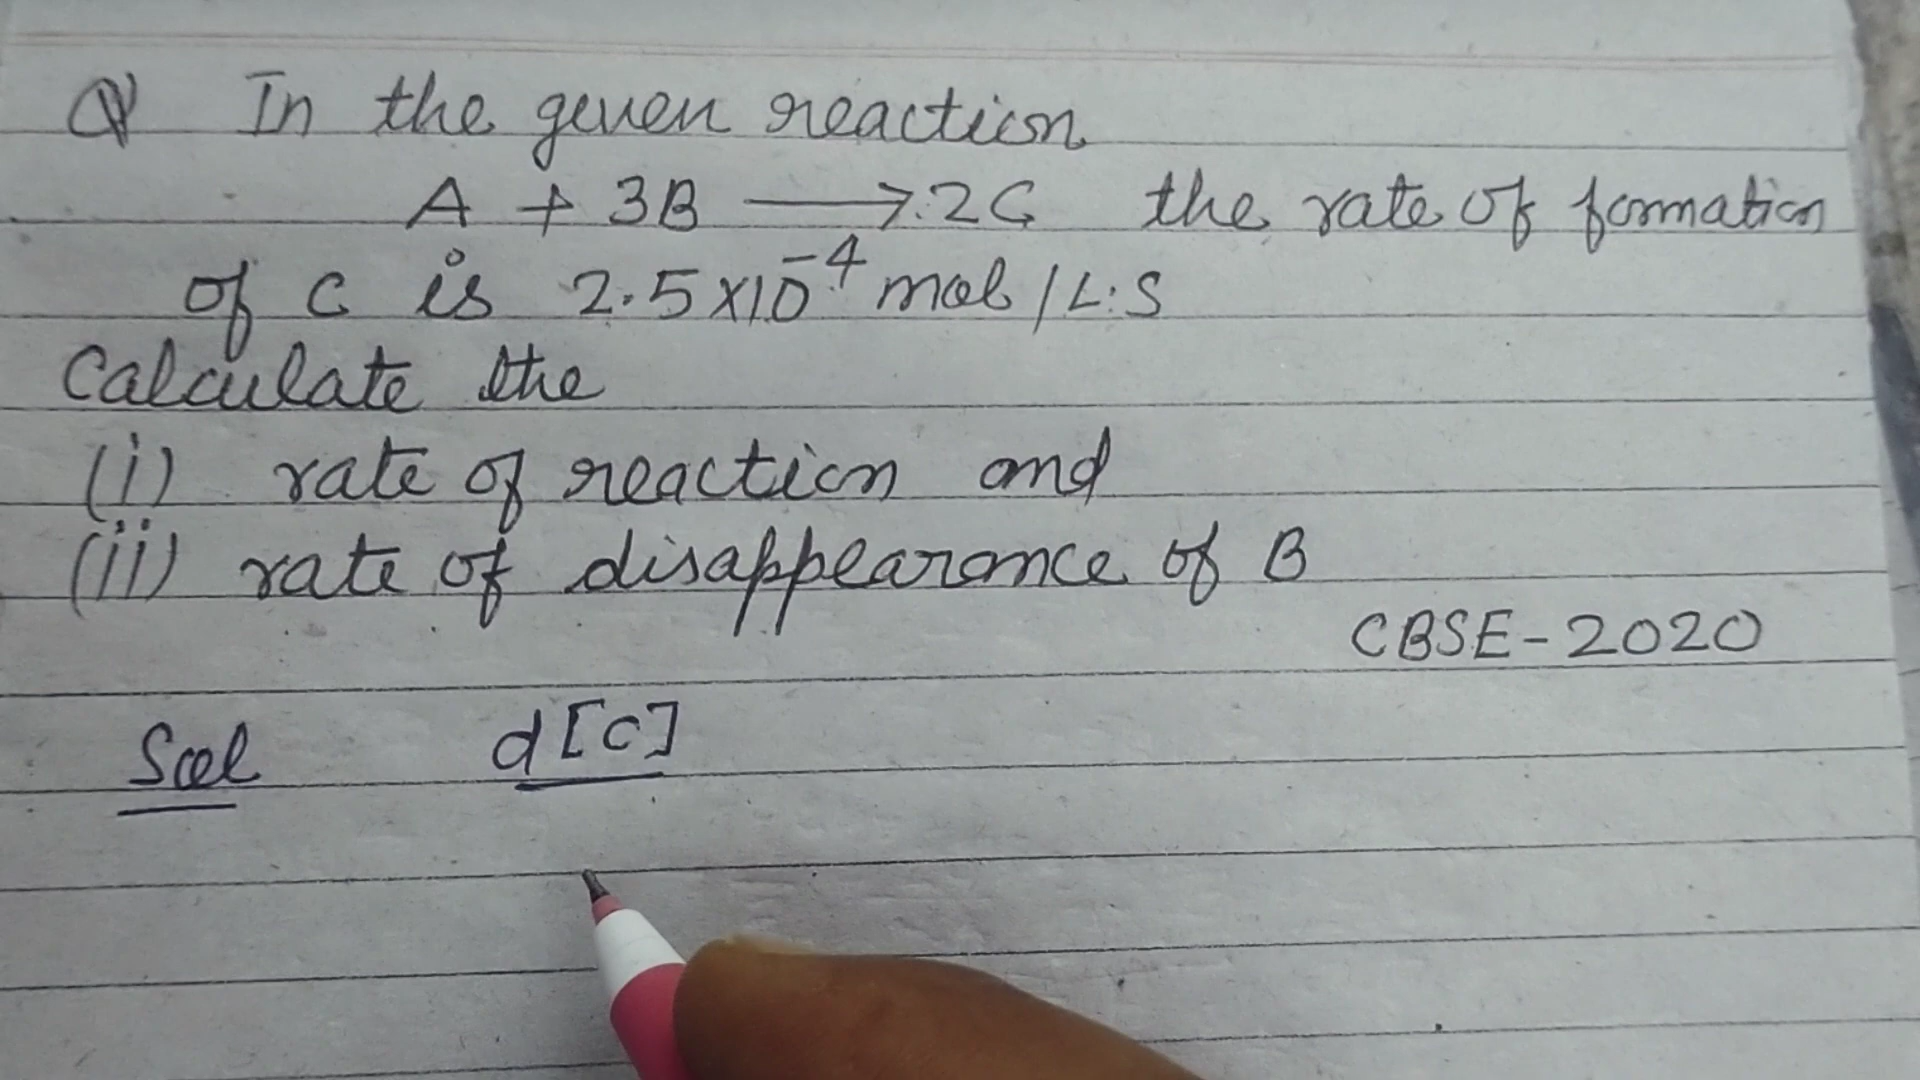 Q In the given reaction
A + 3B ⟶ 2C the rate of formation
of C is 2.5×10⁻⁴ mol/L.S
Calculate the
(i) rate of reaction and
(ii) rate of disappearance of B
CBSE-2020
Sol d[C]